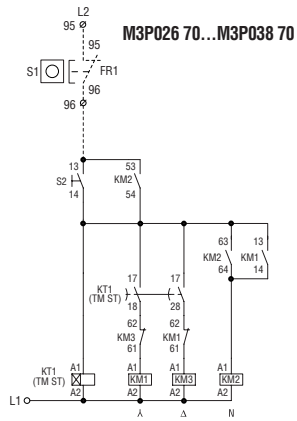 L2
M3P026 70...M3P038 70
95
95
S1
FR1
96
96
13
53
S2
KM2
14
54
63
13
17
17
KM2
KM1
64
14
KT1
(TM ST)
18
28
62
62
KM3
KM1
61
61
KT1
(TM ST)
A1
A1
A1
A1
KM1
KM3
KM2
L1
A2
A2
A2
A2
⅄
Δ
N